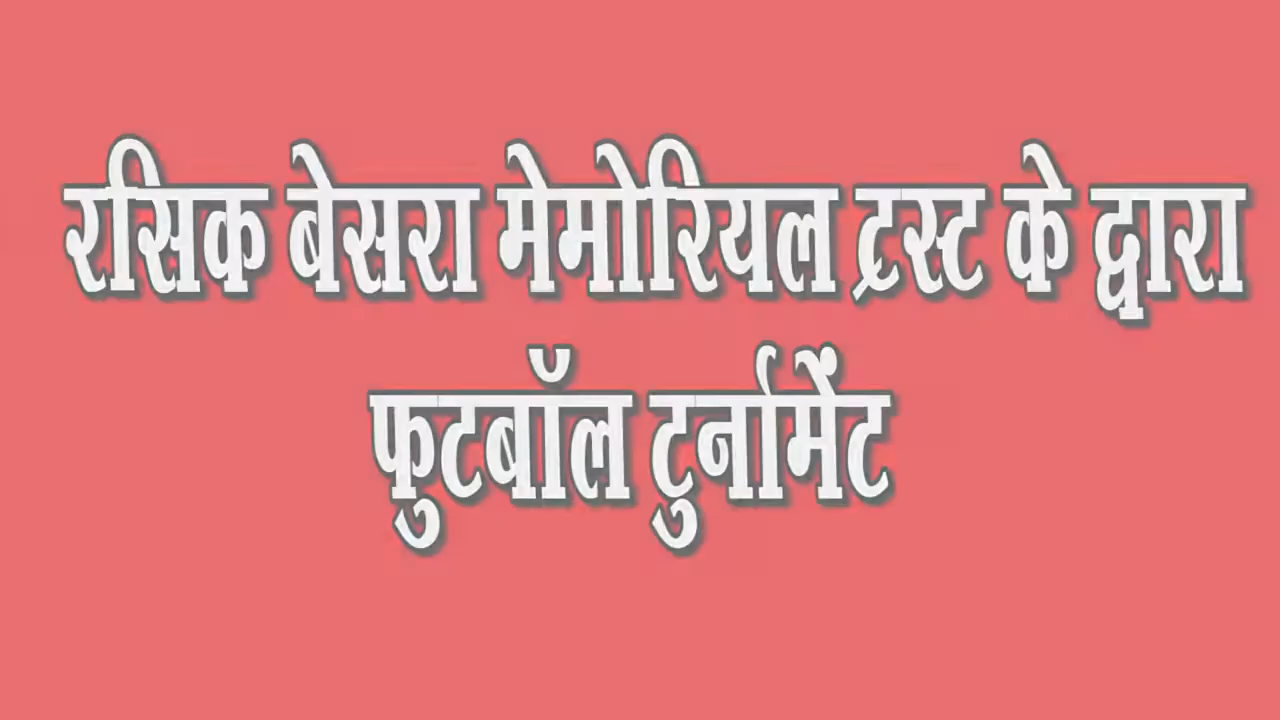 रसिक बेसरा मेमोरियल ट्रस्ट के द्वारा
फुटबॉल टुर्नामेंट